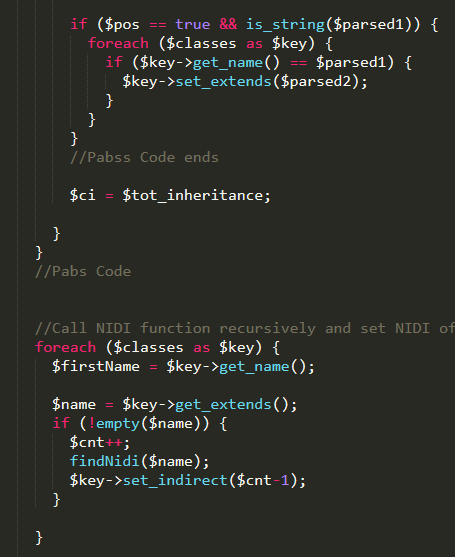 if ($pos == true && is_string($parsed1)) {
foreach ($classes as $key) {
if ($key->get_name() == $parsed1) {
$key->set_extends($parsed2);
}
}
}
//Pabss Code ends
$ci = $tot_inheritance;
}
}
//Pabs Code
//Call NIDI function recursively and set NIDI of
foreach ($classes as $key) {
$firstName = $key->get_name();
$name = $key->get_extends();
if (!empty($name)) {
$cnt++;
findNidi($name);
$key->set_indirect($cnt-1);
}
}